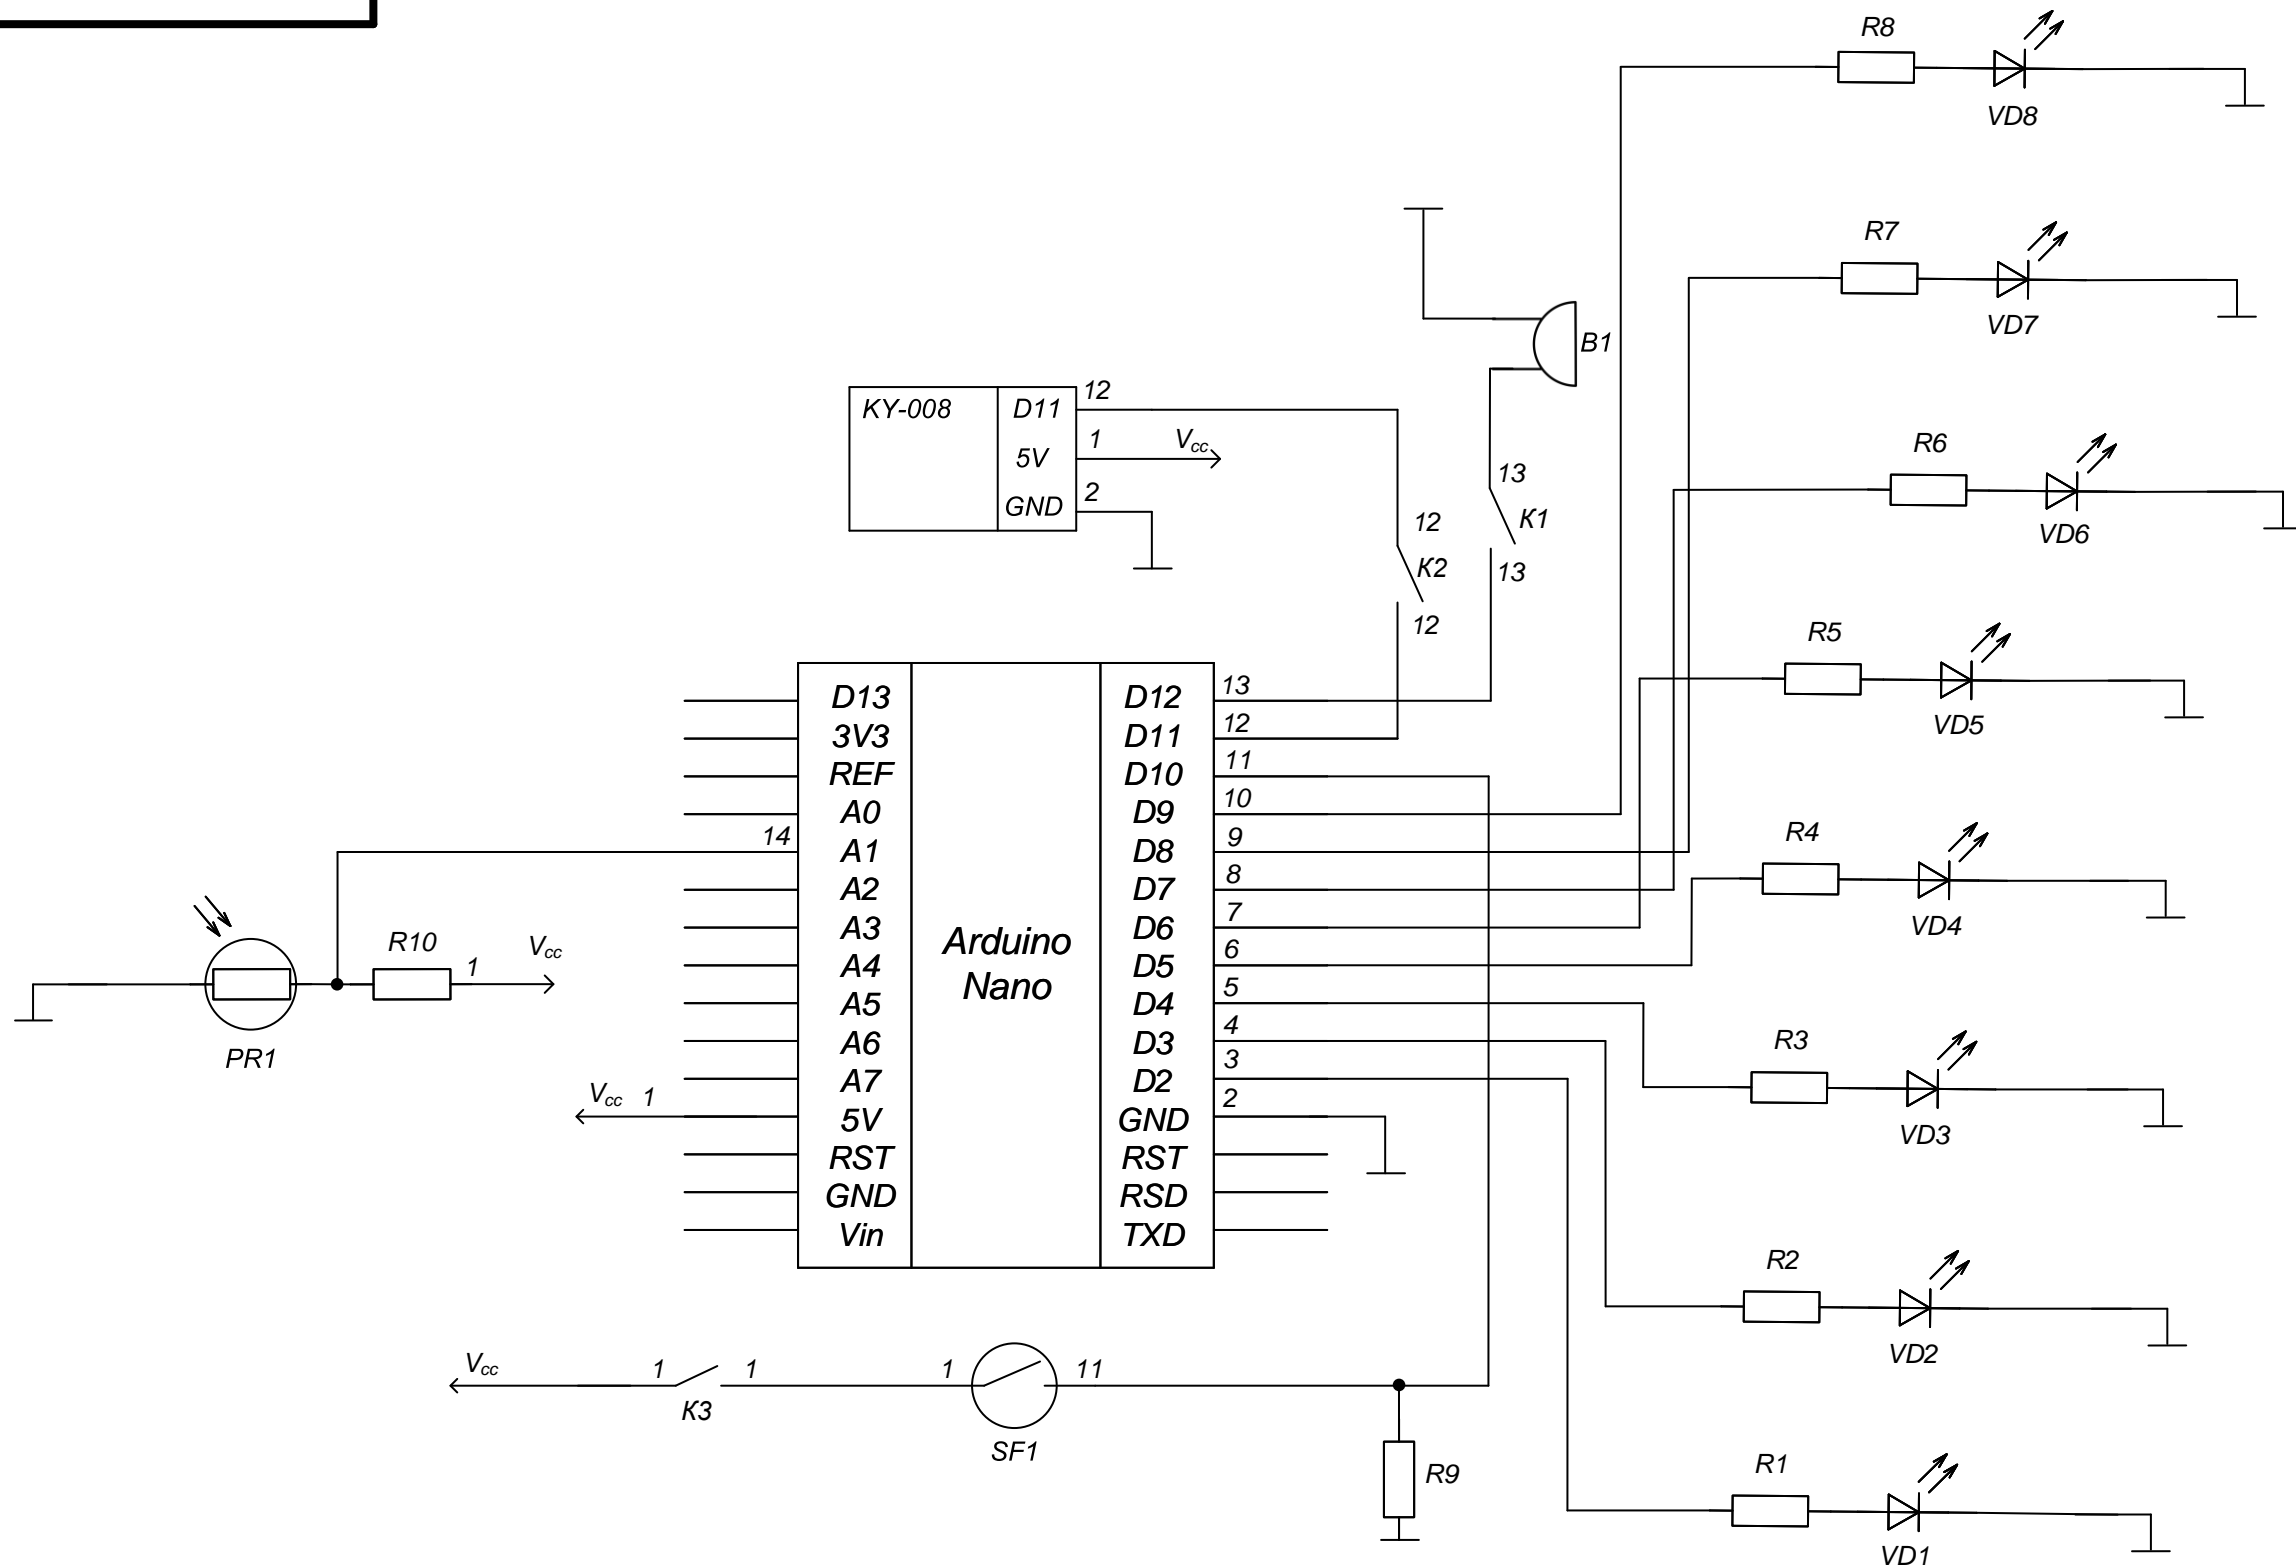 R8
VD8
R7
VD7
B1
KY-008
D11
12
5V
1
Vcc
GND
2
13
K1
13
12
K2
12
R6
VD6
R5
VD5
R4
VD4
R3
VD3
R2
VD2
R1
VD1
Arduino
Nano
D13
3V3
REF
A0
14
A1
A2
A3
A4
A5
A6
A7
Vcc 1
5V
RST
GND
Vin
D12 13
D11 12
D10 11
D9 10
D8 9
D7 8
D6 7
D5 6
D4 5
D3 4
D2 3
GND 2
RST
RSD
TXD
PR1
R10
1
Vcc
Vcc
1
K3
1
1
SF1
11
R9